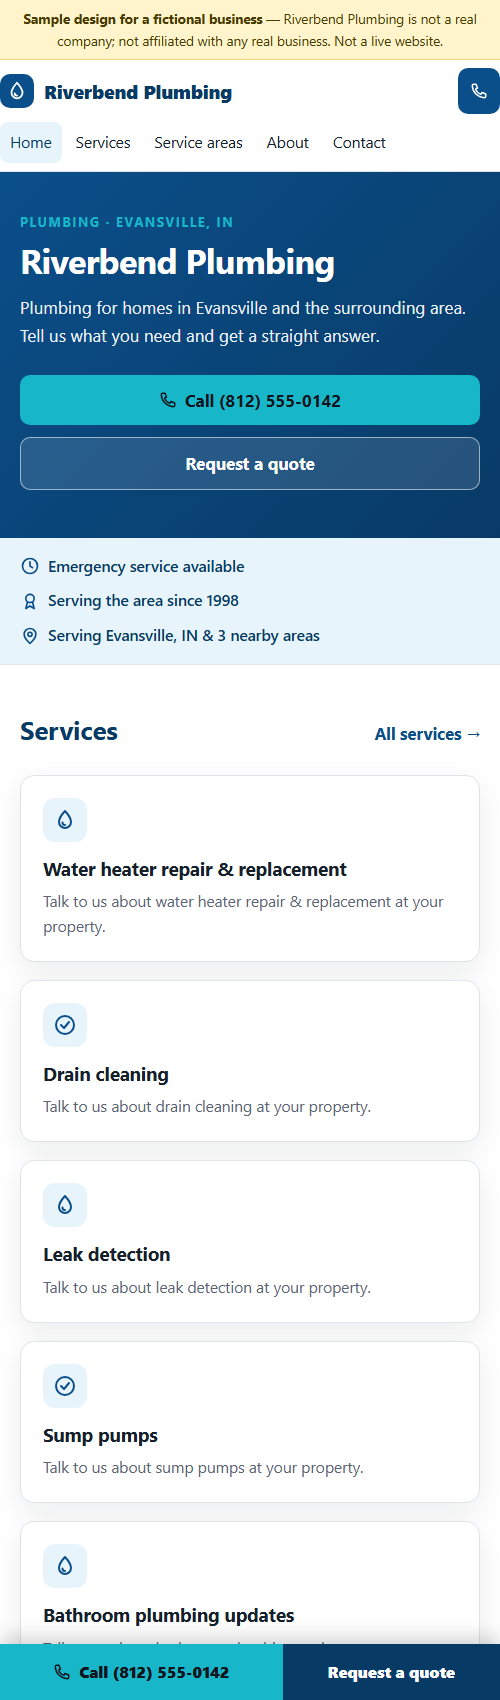 Sample design for a fictional business — Riverbend Plumbing is not a real
company; not affiliated with any real business. Not a live website.
Riverbend Plumbing
Home Services Service areas About Contact
PLUMBING · EVANSVILLE, IN
Riverbend Plumbing
Plumbing for homes in Evansville and the surrounding area.
Tell us what you need and get a straight answer.
Call (812) 555-0142
Request a quote
Emergency service available
Serving the area since 1998
Serving Evansville, IN & 3 nearby areas
Services
All services →
Water heater repair & replacement
Talk to us about water heater repair & replacement at your
property.
Drain cleaning
Talk to us about drain cleaning at your property.
Leak detection
Talk to us about leak detection at your property.
Sump pumps
Talk to us about sump pumps at your property.
Bathroom plumbing updates
Call (812) 555-0142
Request a quote